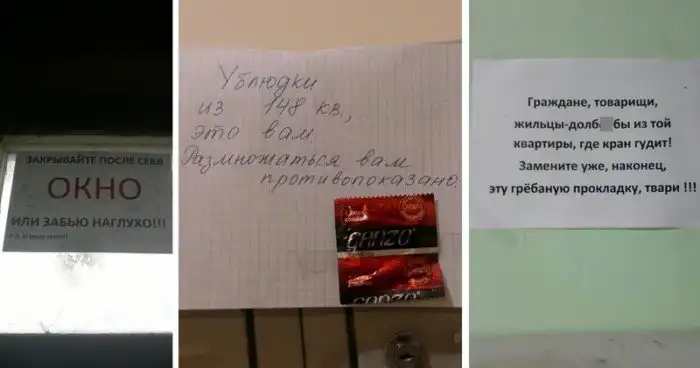 ЗАКРЫВАЙТЕ ПОСЛЕ СЕБЯ
ОКНО
ИЛИ ЗАБЬЮ НАГЛУХО!!!
Ублюдки
из 148 кв.,
это вам.
Размножаться вам
противопоказано.
GANZO
GANZO
Граждане, товарищи,
жильцы-долб бы из той
квартиры, где кран гудит!
Замените уже, наконец,
эту грёбаную прокладку, твари !!!